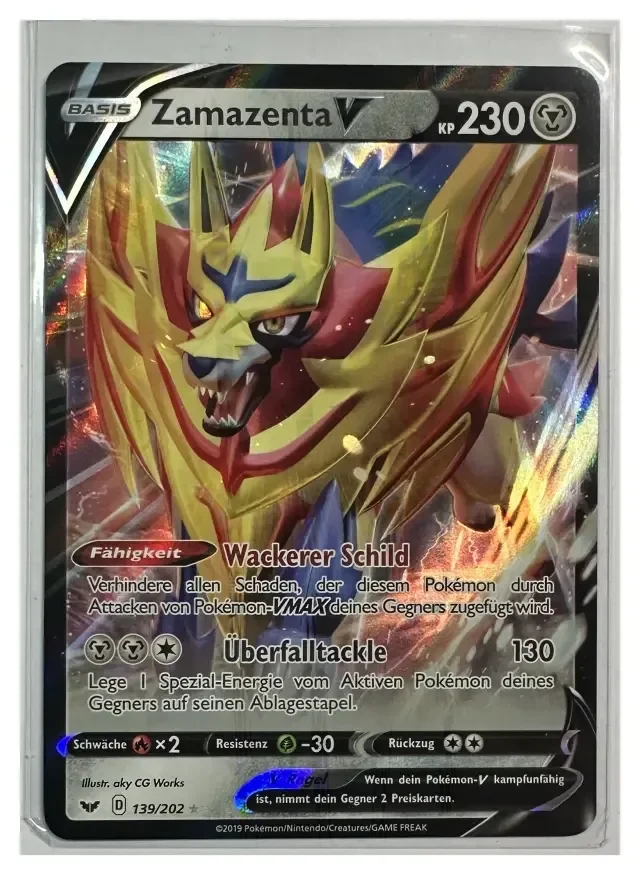 BASIS Zamazenta V KP 230
Fähigkeit Wackerer Schild
Verhindere allen Schaden, der diesem Pokémon durch
Attacken von Pokémon-VMAX deines Gegners zugefügt wird.
Überfalltackle 130
Lege 1 Spezial-Energie vom Aktiven Pokémon deines
Gegners auf seinen Ablagestapel.
Schwäche ×2 Resistenz -30 Rückzug
Illustr. aky CG Works
V-Regel Wenn dein Pokémon-V kampfunfähig
ist, nimmt dein Gegner 2 Preiskarten.
D 139/202
©2019 Pokémon/Nintendo/Creatures/GAME FREAK